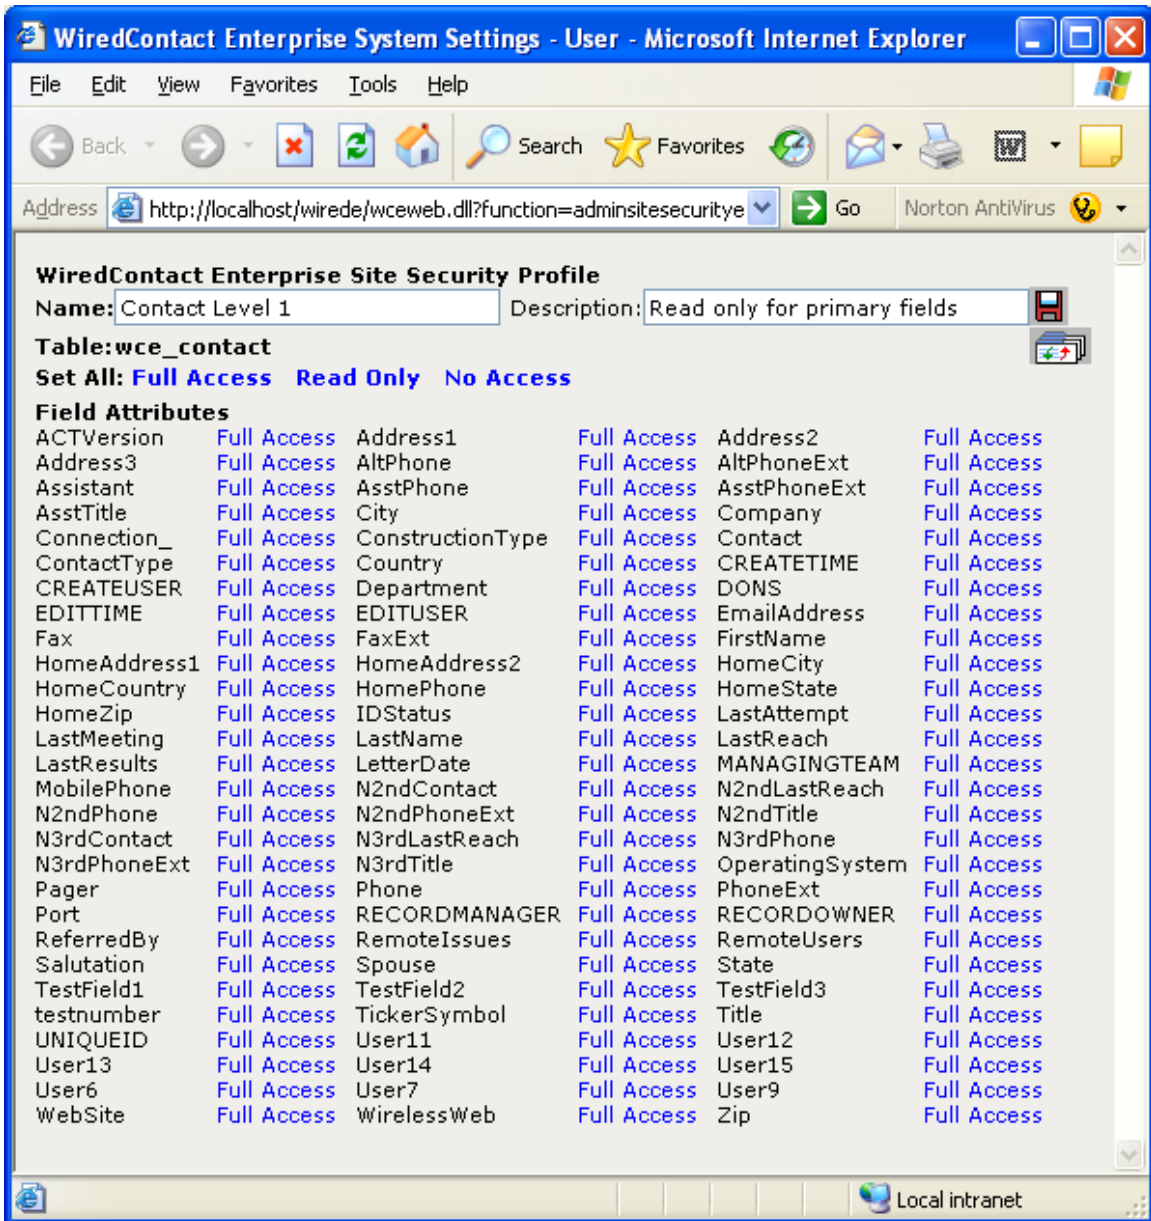 WiredContact Enterprise System Settings - User - Microsoft Internet Explorer
File Edit View Favorites Tools Help
Back Search Favorites W
Address http://localhost/wirede/wceweb.dll?function=adminsitesecuritye Go Norton AntiVirus
WiredContact Enterprise Site Security Profile
Name: Contact Level 1 Description: Read only for primary fields
Table:wce_contact
Set All: Full Access Read Only No Access
Field Attributes
ACTVersion Full Access Address1 Full Access Address2 Full Access
Address3 Full Access AltPhone Full Access AltPhoneExt Full Access
Assistant Full Access AsstPhone Full Access AsstPhoneExt Full Access
AsstTitle Full Access City Full Access Company Full Access
Connection_ Full Access ConstructionType Full Access Contact Full Access
ContactType Full Access Country Full Access CREATETIME Full Access
CREATEUSER Full Access Department Full Access DONS Full Access
EDITTIME Full Access EDITUSER Full Access EmailAddress Full Access
Fax Full Access FaxExt Full Access FirstName Full Access
HomeAddress1 Full Access HomeAddress2 Full Access HomeCity Full Access
HomeCountry Full Access HomePhone Full Access HomeState Full Access
HomeZip Full Access IDStatus Full Access LastAttempt Full Access
LastMeeting Full Access LastName Full Access LastReach Full Access
LastResults Full Access LetterDate Full Access MANAGINGTEAM Full Access
MobilePhone Full Access N2ndContact Full Access N2ndLastReach Full Access
N2ndPhone Full Access N2ndPhoneExt Full Access N2ndTitle Full Access
N3rdContact Full Access N3rdLastReach Full Access N3rdPhone Full Access
N3rdPhoneExt Full Access N3rdTitle Full Access OperatingSystem Full Access
Pager Full Access Phone Full Access PhoneExt Full Access
Port Full Access RECORDMANAGER Full Access RECORDOWNER Full Access
ReferredBy Full Access RemoteIssues Full Access RemoteUsers Full Access
Salutation Full Access Spouse Full Access State Full Access
TestField1 Full Access TestField2 Full Access TestField3 Full Access
testnumber Full Access TickerSymbol Full Access Title Full Access
UNIQUEID Full Access User11 Full Access User12 Full Access
User13 Full Access User14 Full Access User15 Full Access
User6 Full Access User7 Full Access User9 Full Access
WebSite Full Access WirelessWeb Full Access Zip Full Access
Local intranet